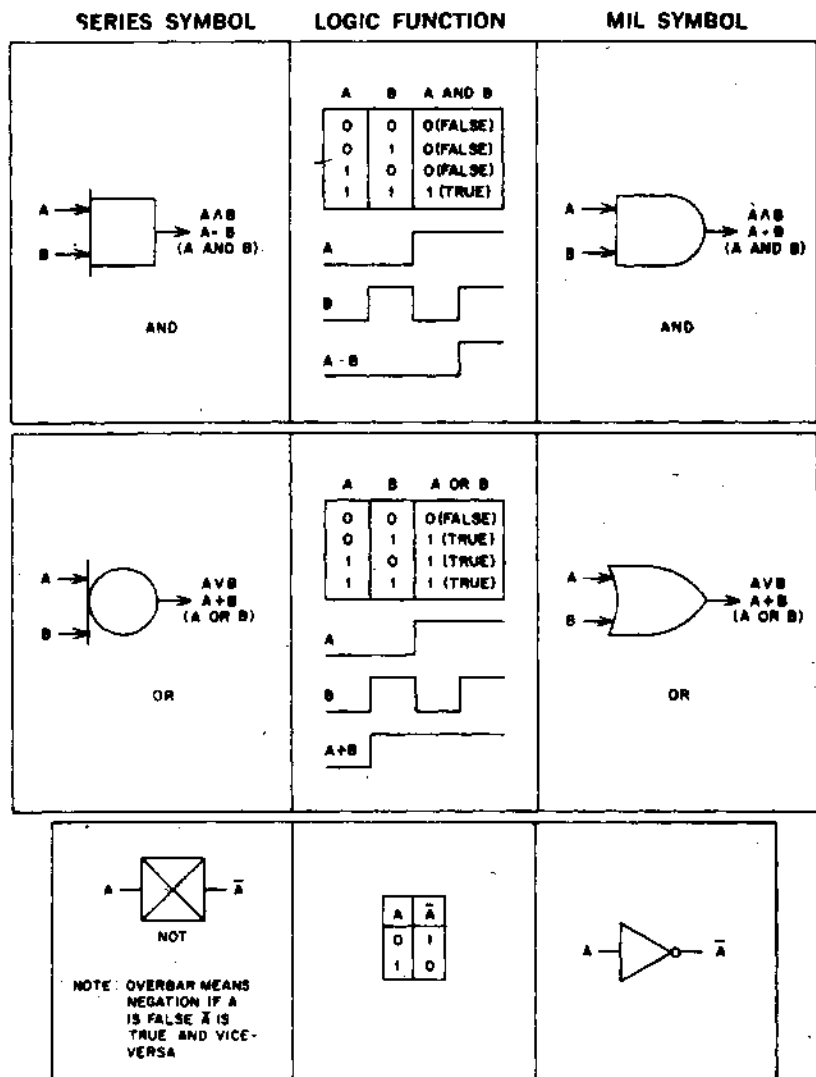 SERIES SYMBOL LOGIC FUNCTION MIL SYMBOL
A
B
A∧B
A - B
(A AND B)
AND
A B A AND B
0 0 0(FALSE)
0 1 0(FALSE)
1 0 0(FALSE)
1 1 1(TRUE)
A
B
A - B
A
B
A∧B
A - B
(A AND B)
AND
A
B
A∨B
A+B
(A OR B)
OR
A B A OR B
0 0 0(FALSE)
0 1 1(TRUE)
1 0 1(TRUE)
1 1 1(TRUE)
A
B
A+B
A
B
A∨B
A+B
(A OR B)
OR
A Ā
NOT
NOTE: OVERBAR MEANS
NEGATION IF A
IS FALSE Ā IS
TRUE AND VICE-
VERSA
A Ā
0 1
1 0
A Ā